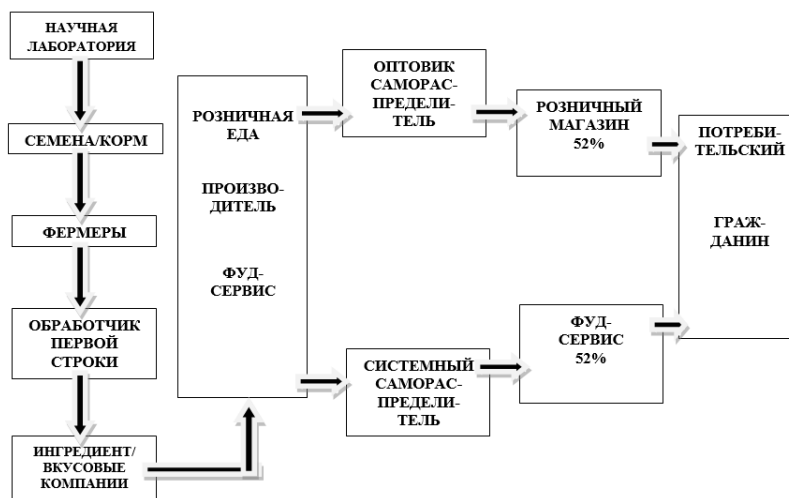 НАУЧНАЯ
ЛАБОРАТОРИЯ
СЕМЕНА/КОРМ
ФЕРМЕРЫ
ОБРАБОТЧИК
ПЕРВОЙ
СТРОКИ
ИНГРЕДИЕНТ/
ВКУСОВЫЕ
КОМПАНИИ
РОЗНИЧНАЯ
ЕДА
ПРОИЗВО-
ДИТЕЛЬ
ФУД-
СЕРВИС
ОПТОВИК
САМОРАС-
ПРЕДЕЛИ-
ТЕЛЬ
РОЗНИЧНЫЙ
МАГАЗИН
52%
СИСТЕМНЫЙ
САМОРАС-
ПРЕДЕЛИ-
ТЕЛЬ
ФУД-
СЕРВИС
52%
ПОТРЕБИ-
ТЕЛЬСКИЙ
ГРАЖ-
ДАНИН